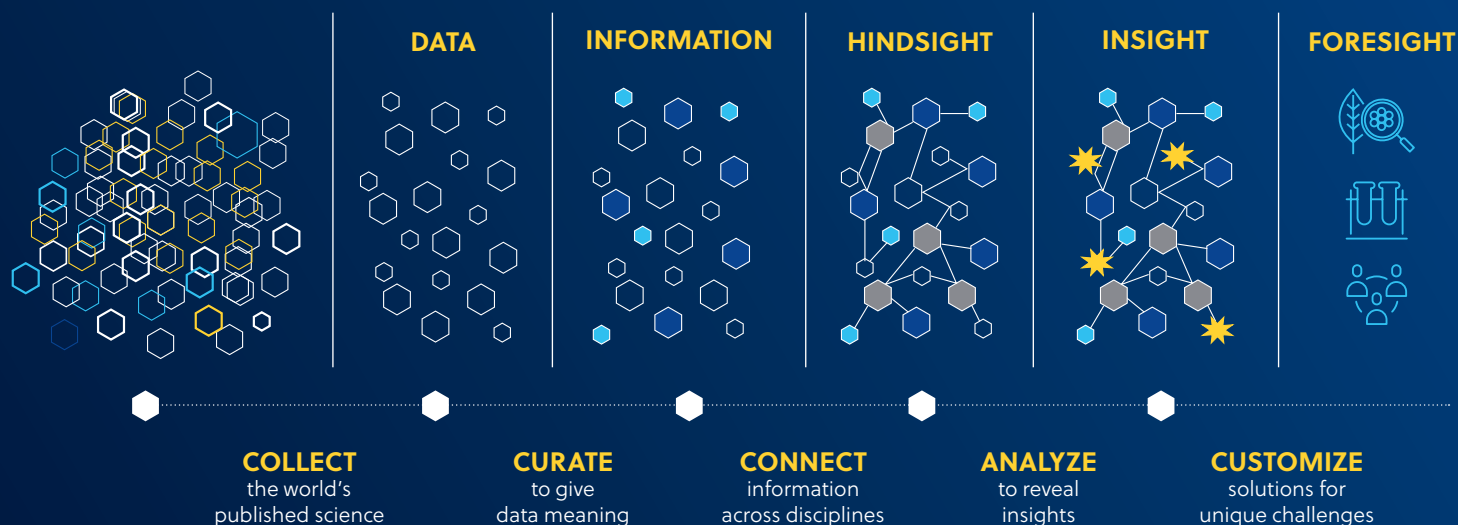 DATA
INFORMATION
HINDSIGHT
INSIGHT
FORESIGHT
COLLECT
the world's
published science
CURATE
to give
data meaning
CONNECT
information
across disciplines
ANALYZE
to reveal
insights
CUSTOMIZE
solutions for
unique challenges